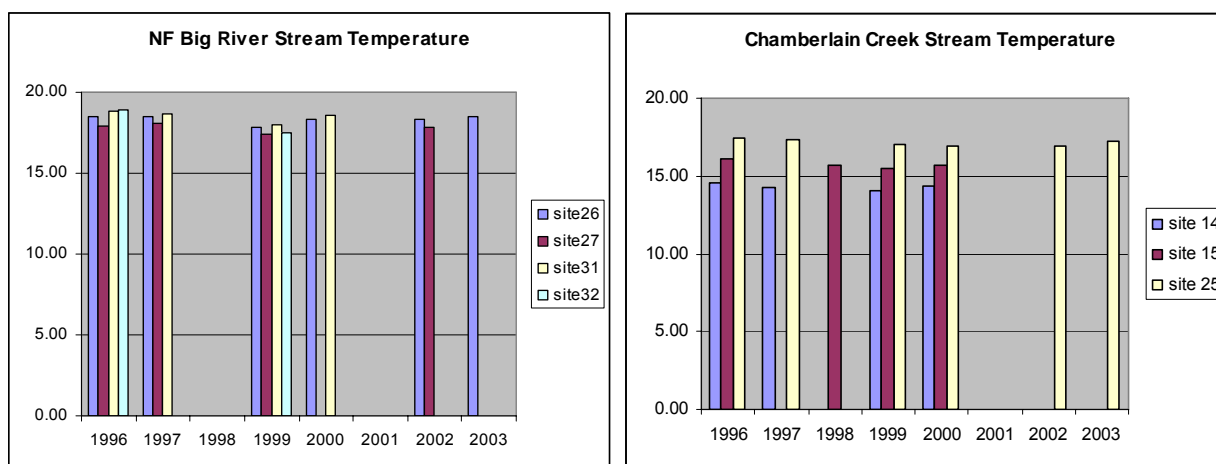 NF Big River Stream Temperature
20.00
15.00
10.00
5.00
0.00
1996 1997 1998 1999 2000 2001 2002 2003
site26
site27
site31
site32
Chamberlain Creek Stream Temperature
20.00
15.00
10.00
5.00
0.00
1996 1997 1998 1999 2000 2001 2002 2003
site 14
site 15
site 25